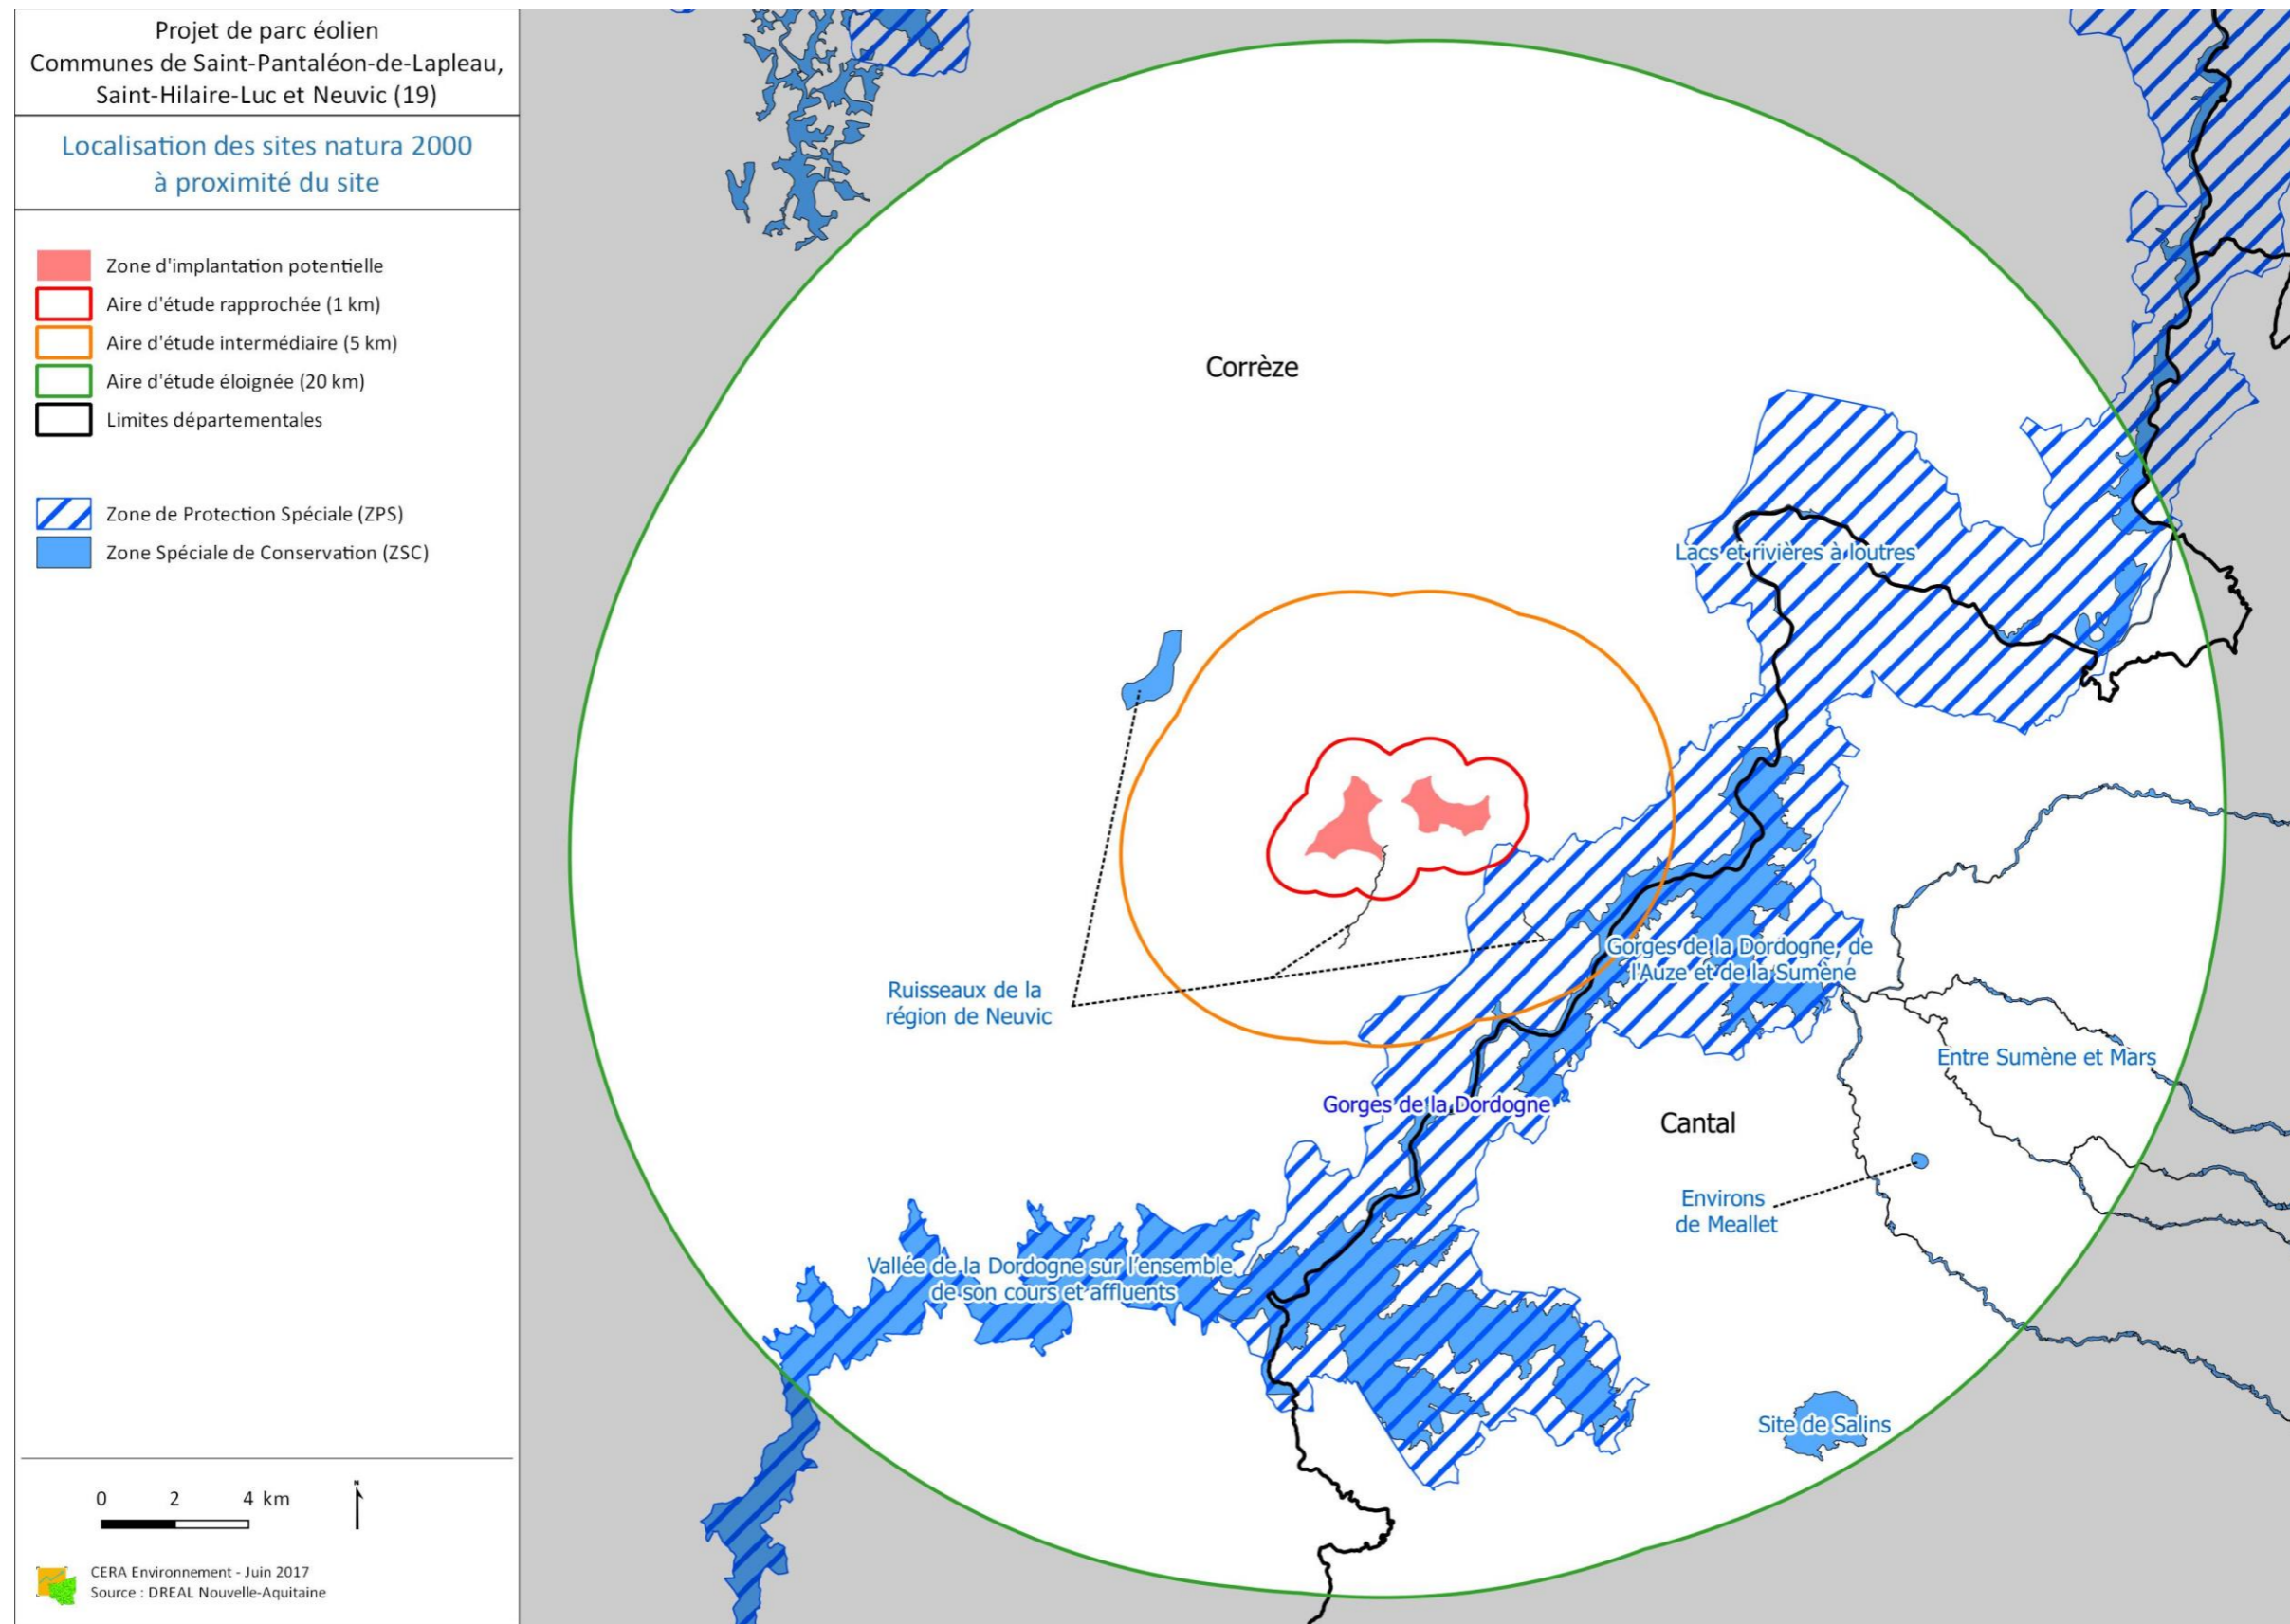 Projet de parc éolien
Communes de Saint-Pantaléon-de-Lapleau,
Saint-Hilaire-Luc et Neuvic (19)
Localisation des sites natura 2000
à proximité du site
Zone d'implantation potentielle
Aire d'étude rapprochée (1 km)
Aire d'étude intermédiaire (5 km)
Aire d'étude éloignée (20 km)
Limites départementales
Zone de Protection Spéciale (ZPS)
Zone Spéciale de Conservation (ZSC)
0 2 4 km
N
CERA Environnement - Juin 2017
Source : DREAL Nouvelle-Aquitaine
Corrèze
Lacs et rivières à loutres
Gorges de la Dordogne, de
l'Auze et de la Sumène
Ruisseaux de la
région de Neuvic
Entre Sumène et Mars
Gorges de la Dordogne
Cantal
Environs
de Meallet
Vallée de la Dordogne sur l'ensemble
de son cours et affluents
Site de Salins